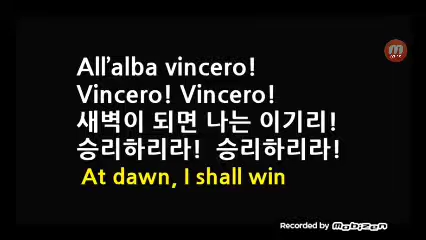 All'alba vincero!
Vincero! Vincero!
새벽이 되면 나는 이기리!
승리하리라! 승리하리라!
At dawn, I shall win
Recorded by Mobizen